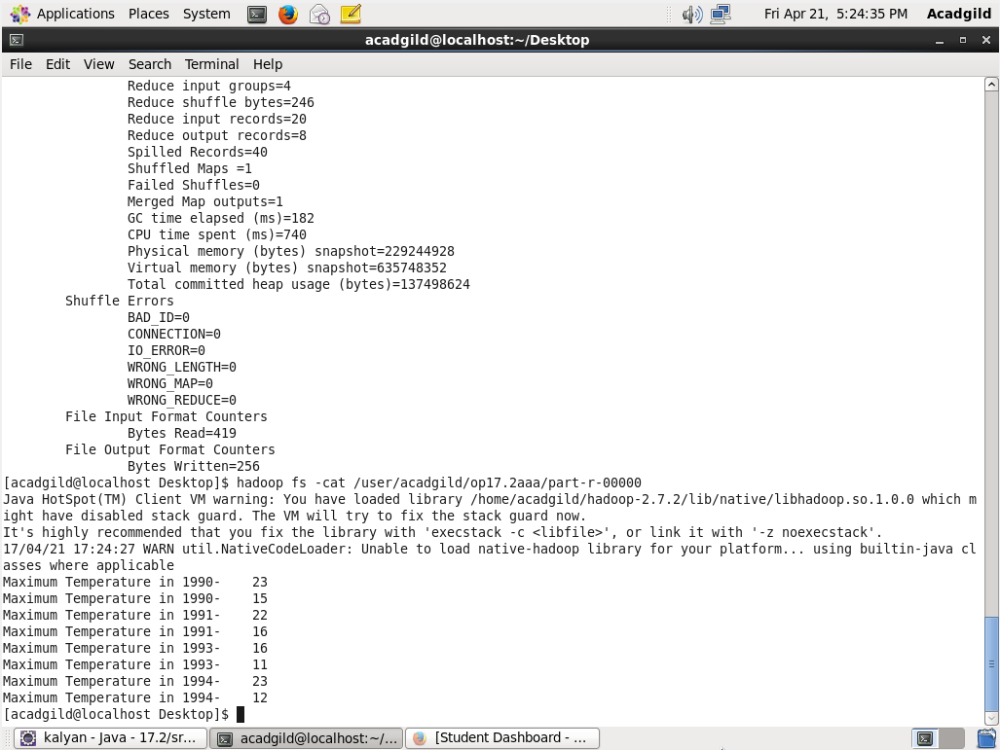 Applications Places System Fri Apr 21, 5:24:35 PM Acadgild
acadgild@localhost:~/Desktop
File Edit View Search Terminal Help
Reduce input groups=4
Reduce shuffle bytes=246
Reduce input records=20
Reduce output records=8
Spilled Records=40
Shuffled Maps =1
Failed Shuffles=0
Merged Map outputs=1
GC time elapsed (ms)=182
CPU time spent (ms)=740
Physical memory (bytes) snapshot=229244928
Virtual memory (bytes) snapshot=635748352
Total committed heap usage (bytes)=137498624
Shuffle Errors
BAD_ID=0
CONNECTION=0
IO_ERROR=0
WRONG_LENGTH=0
WRONG_MAP=0
WRONG_REDUCE=0
File Input Format Counters
Bytes Read=419
File Output Format Counters
Bytes Written=256
[acadgild@localhost Desktop]$ hadoop fs -cat /user/acadgild/op17.2aaa/part-r-00000
Java HotSpot(TM) Client VM warning: You have loaded library /home/acadgild/hadoop-2.7.2/lib/native/libhadoop.so.1.0.0 which m
ight have disabled stack guard. The VM will try to fix the stack guard now.
It's highly recommended that you fix the library with 'execstack -c <libfile>', or link it with '-z noexecstack'.
17/04/21 17:24:27 WARN util.NativeCodeLoader: Unable to load native-hadoop library for your platform... using builtin-java cl
asses where applicable
Maximum Temperature in 1990- 23
Maximum Temperature in 1990- 15
Maximum Temperature in 1991- 22
Maximum Temperature in 1991- 16
Maximum Temperature in 1993- 16
Maximum Temperature in 1993- 11
Maximum Temperature in 1994- 23
Maximum Temperature in 1994- 12
[acadgild@localhost Desktop]$
kalyan - Java - 17.2/sr... acadgild@localhost:~/... [Student Dashboard - ...